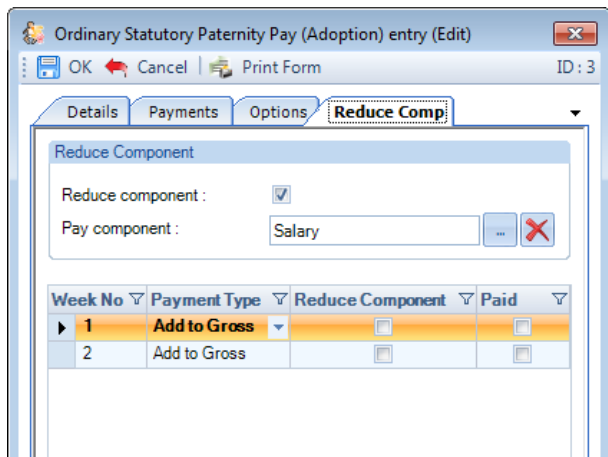 Ordinary Statutory Paternity Pay (Adoption) entry (Edit)
OK Cancel Print Form ID : 3
Details Payments Options Reduce Comp
Reduce Component
Reduce component :
Pay component : Salary ...
Week No Payment Type Reduce Component Paid
1 Add to Gross
2 Add to Gross